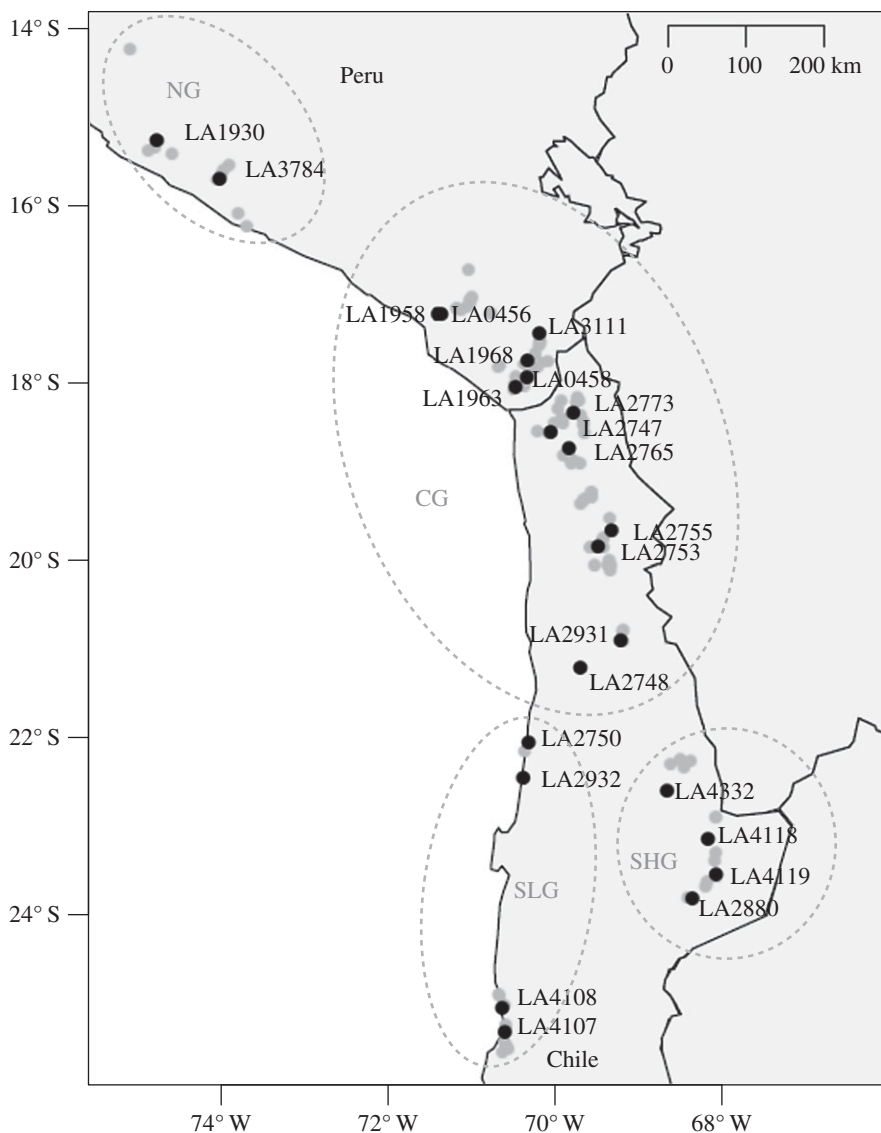 14° S
0 100 200 km
Peru
NG
LA1930
LA3784
16° S
LA1958
LA0456
LA3111
LA1968
18° S
LA0458
LA1963
LA2773
LA2747
LA2765
CG
LA2755
LA2753
20° S
LA2931
LA2748
22° S
LA2750
LA2932
LA4332
LA4118
SHG
LA4119
SLG
LA2880
24° S
LA4108
LA4107
Chile
74° W 72° W 70° W 68° W